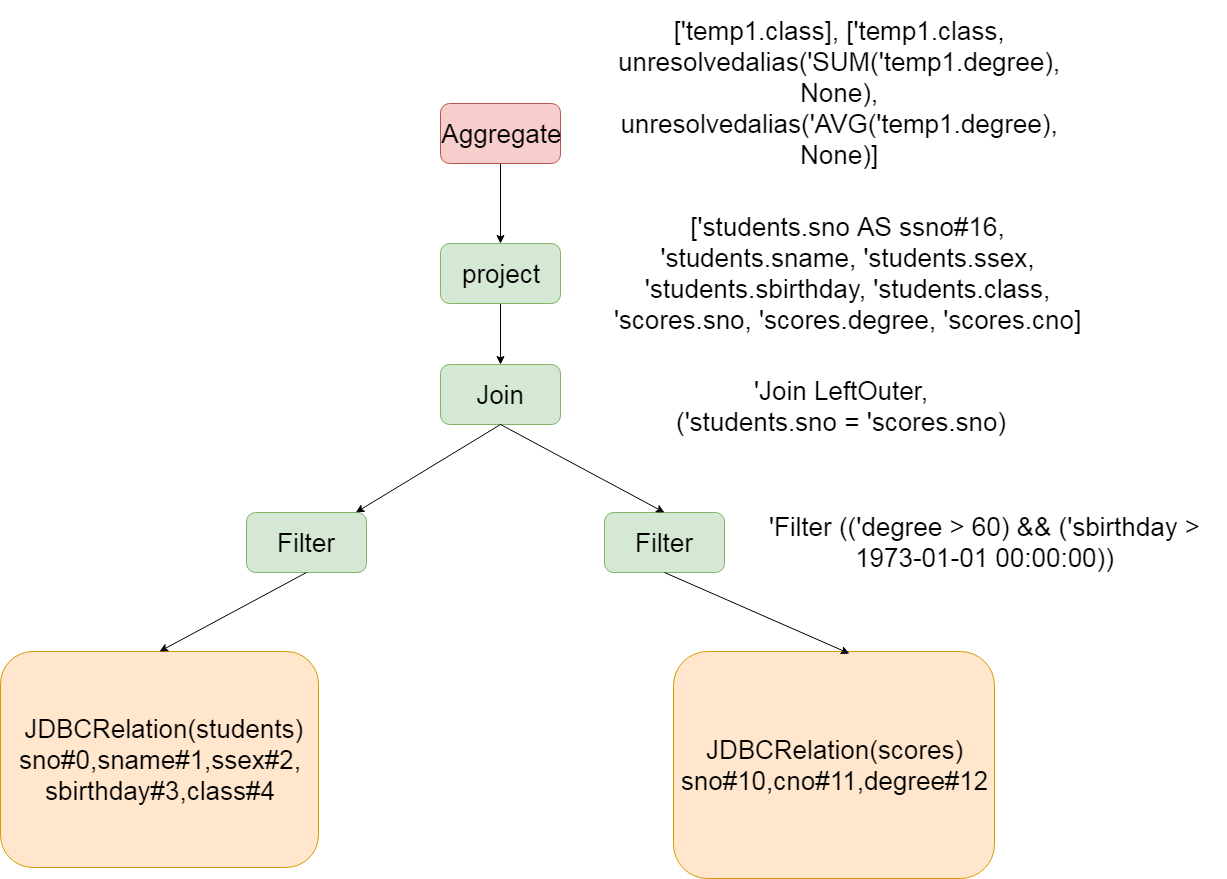 ['temp1.class], ['temp1.class,
unresolvedalias('SUM('temp1.degree),
None),
unresolvedalias('AVG('temp1.degree),
None)]
Aggregate
['students.sno AS ssno#16,
'students.sname, 'students.ssex,
'students.sbirthday, 'students.class,
'scores.sno, 'scores.degree, 'scores.cno]
project
'Join LeftOuter,
('students.sno = 'scores.sno)
Join
Filter
Filter
'Filter (('degree > 60) && ('sbirthday >
1973-01-01 00:00:00))
JDBCRelation(students)
sno#0,sname#1,ssex#2,
sbirthday#3,class#4
JDBCRelation(scores)
sno#10,cno#11,degree#12